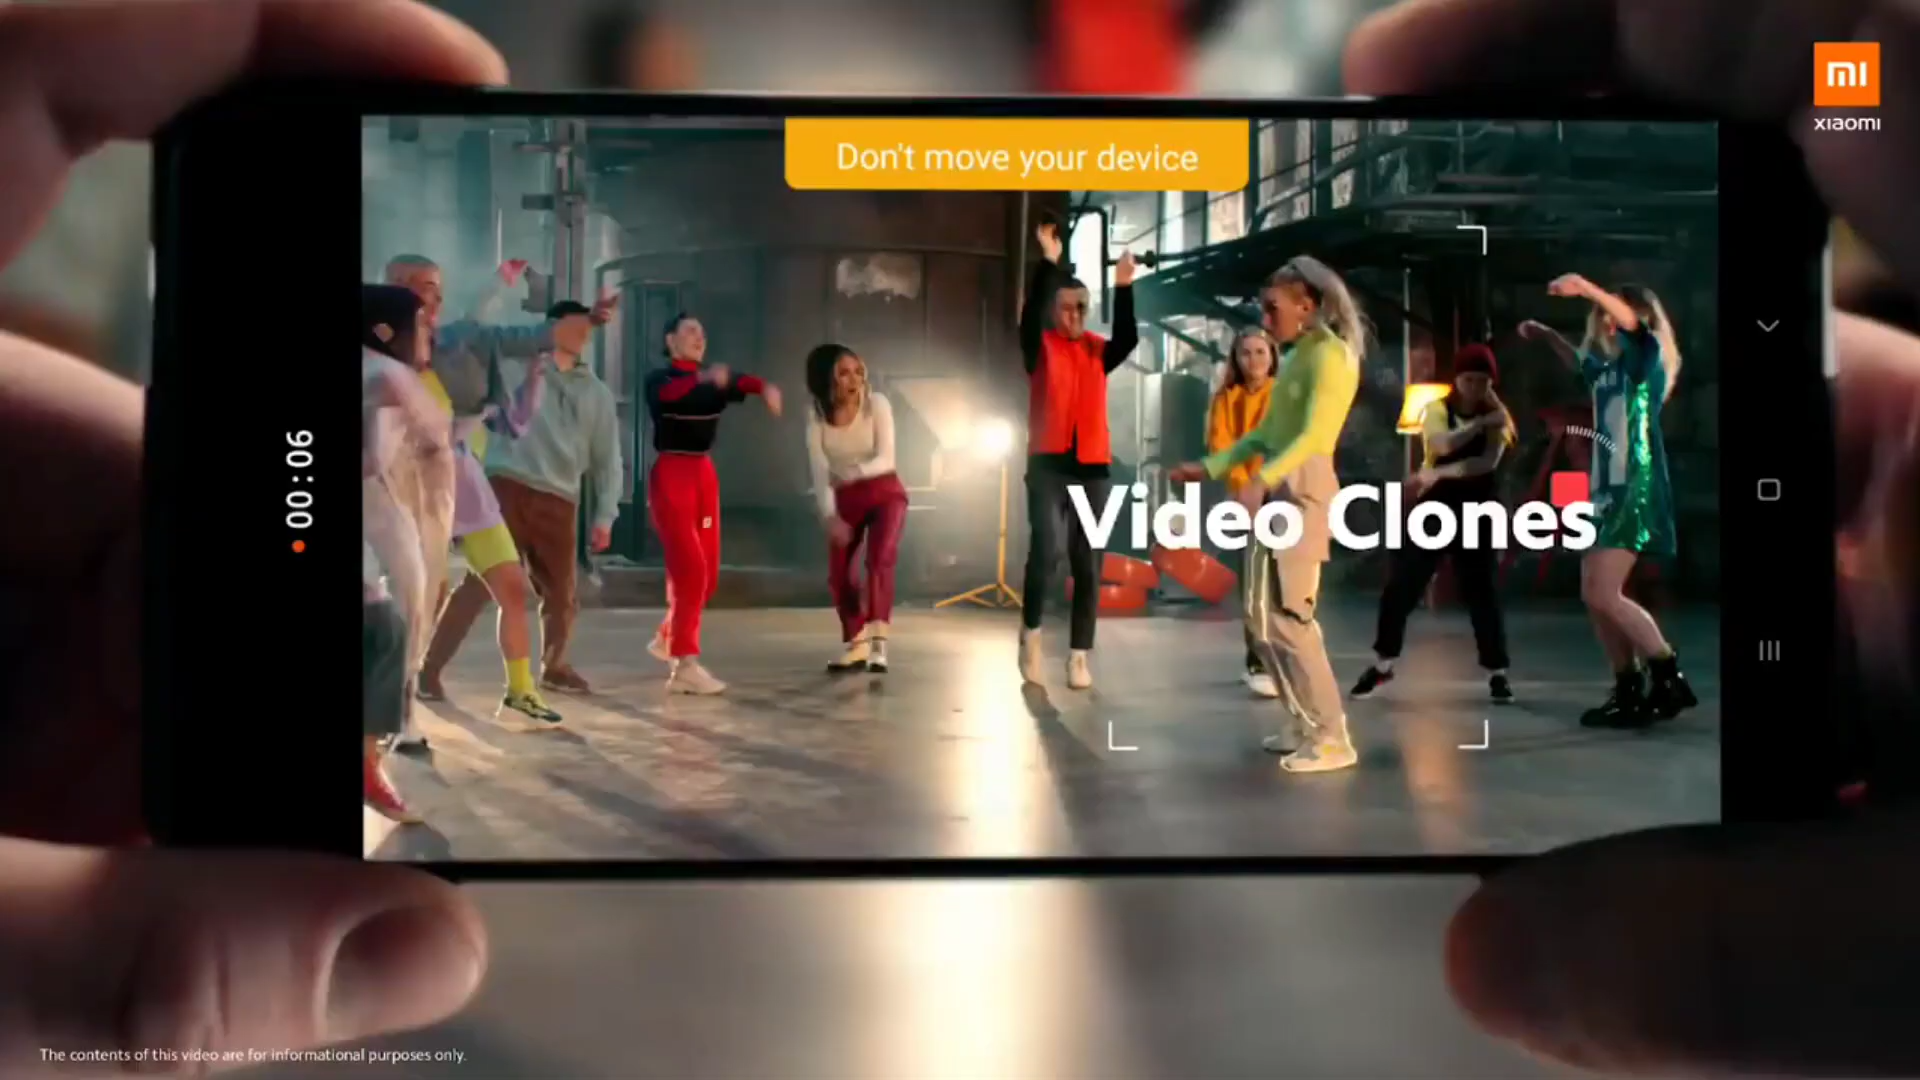 mi
xiaomi
Don't move your device
00:06
Video Clones
The contents of this video are for informational purposes only.